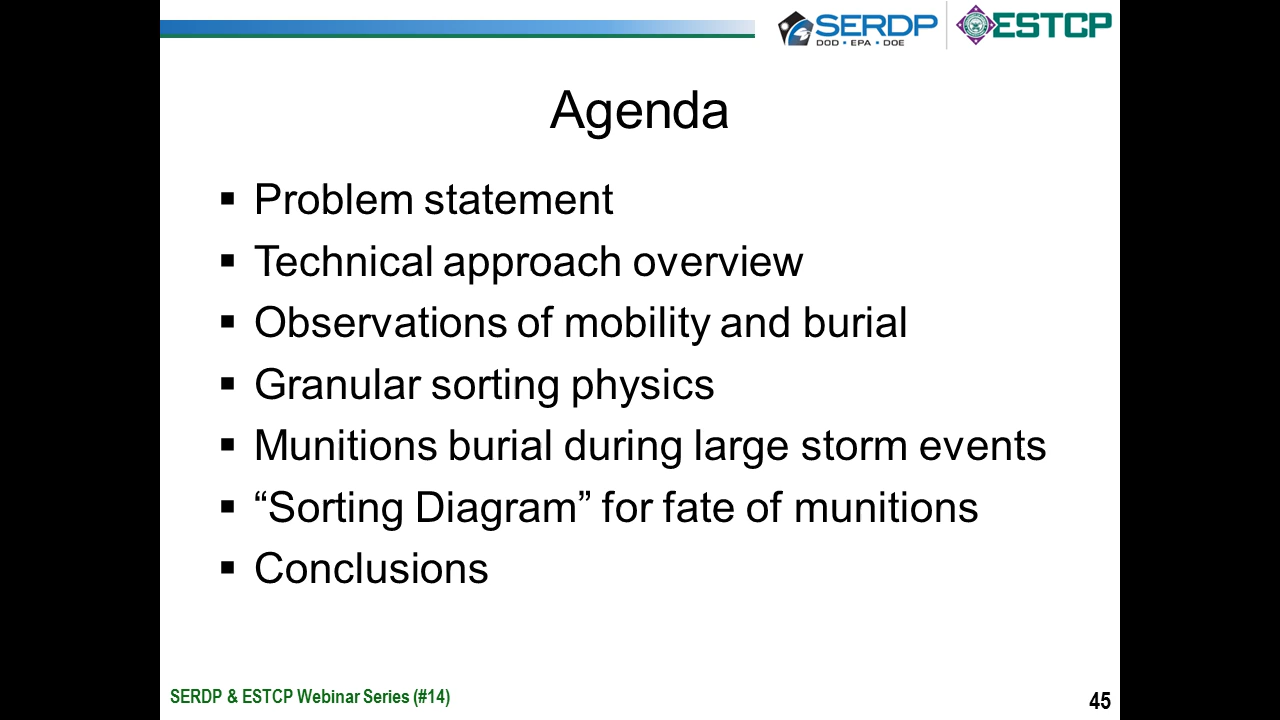 SERDP
DOD • EPA • DOE
ESTCP
Agenda
▪ Problem statement
▪ Technical approach overview
▪ Observations of mobility and burial
▪ Granular sorting physics
▪ Munitions burial during large storm events
▪ “Sorting Diagram” for fate of munitions
▪ Conclusions
SERDP & ESTCP Webinar Series (#14)
45